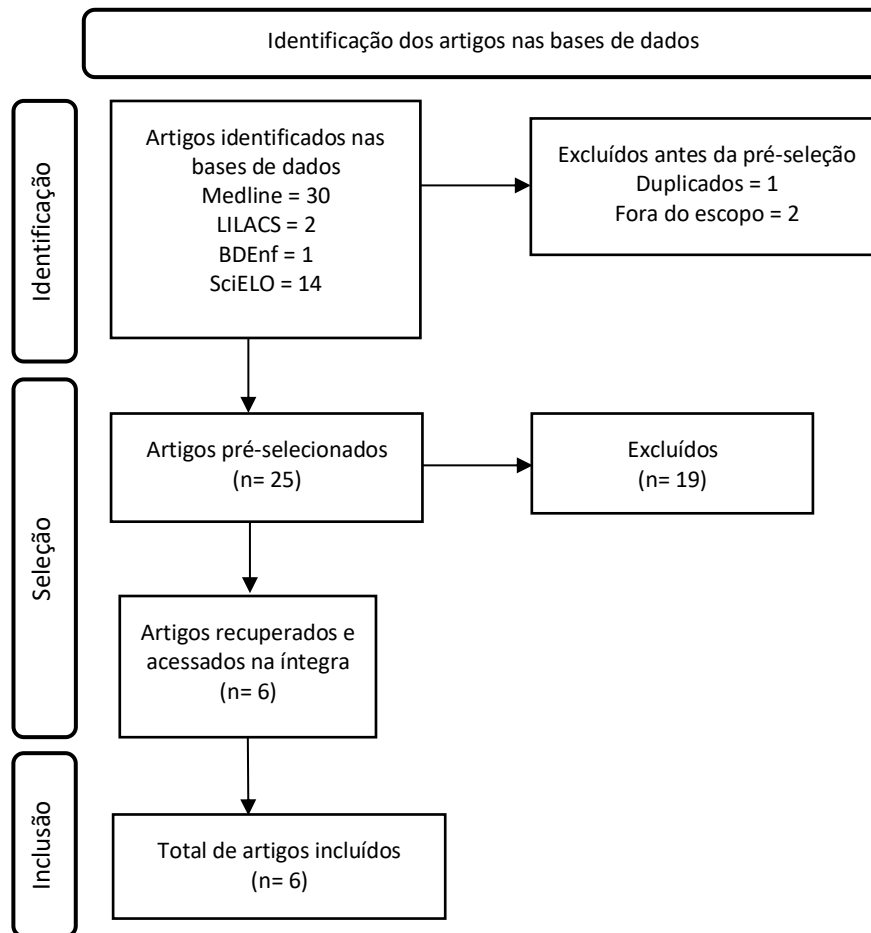 Identificação dos artigos nas bases de dados
Identificação
Artigos identificados nas
bases de dados
Medline = 30
LILACS = 2
BDEnf = 1
SciELO = 14
Excluídos antes da pré-seleção
Duplicados = 1
Fora do escopo = 2
Seleção
Artigos pré-selecionados
(n= 25)
Excluídos
(n= 19)
Artigos recuperados e
acessados na íntegra
(n= 6)
Inclusão
Total de artigos incluídos
(n= 6)